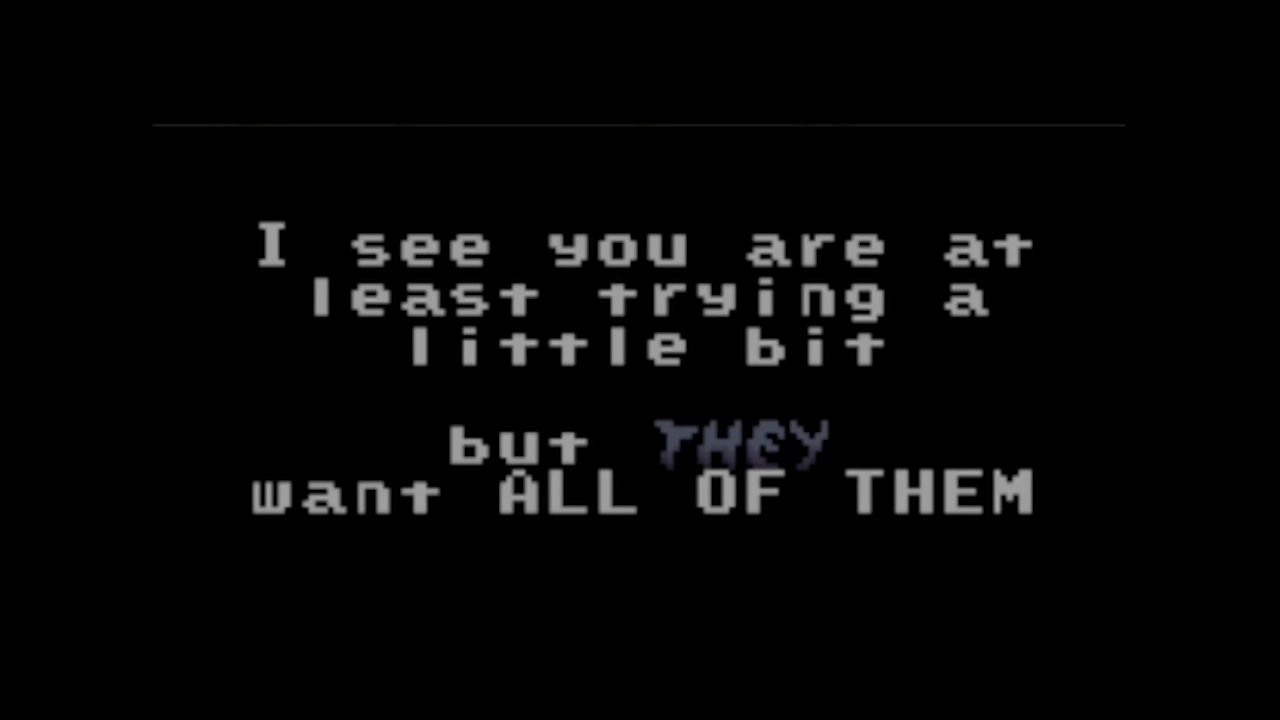 I see you are at
least trying a
little bit
but THEY
want ALL OF THEM